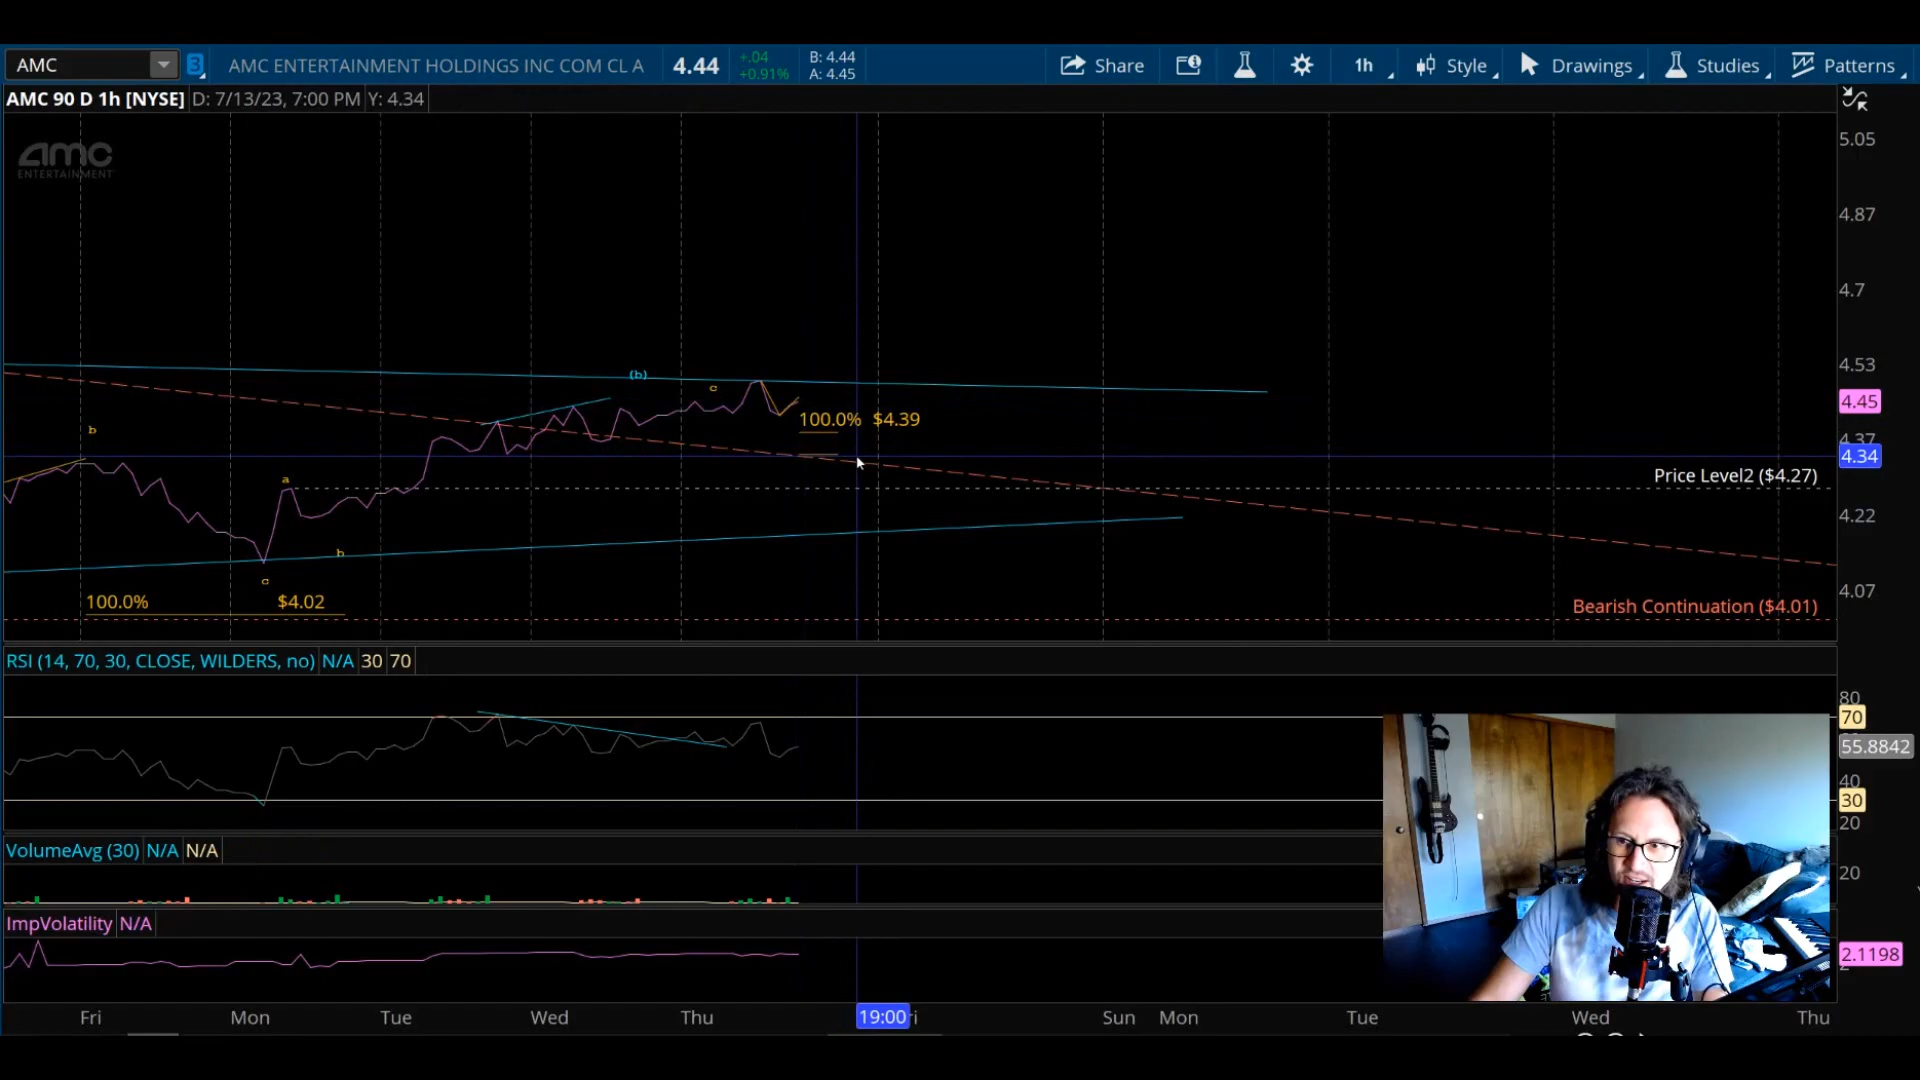 AMC
3
AMC ENTERTAINMENT HOLDINGS INC COM CL A
4.44
+.04
+0.91%
B: 4.44
A: 4.45
Share
1h
Style
Drawings
Studies
Patterns
AMC 90 D 1h [NYSE]
D: 7/13/23, 7:00 PM
Y: 4.34
amc
ENTERTAINMENT
5.05
4.87
4.7
4.53
4.45
4.37
4.34
4.22
4.07
(b)
c
100.0% $4.39
b
a
Price Level2 ($4.27)
b
c
100.0% $4.02
Bearish Continuation ($4.01)
RSI (14, 70, 30, CLOSE, WILDERS, no) N/A 30 70
80
70
55.8842
40
30
20
VolumeAvg (30) N/A N/A
20
ImpVolatility N/A
2.1198
Fri
Mon
Tue
Wed
Thu
19:00
Sun
Mon
Tue
Wed
Thu